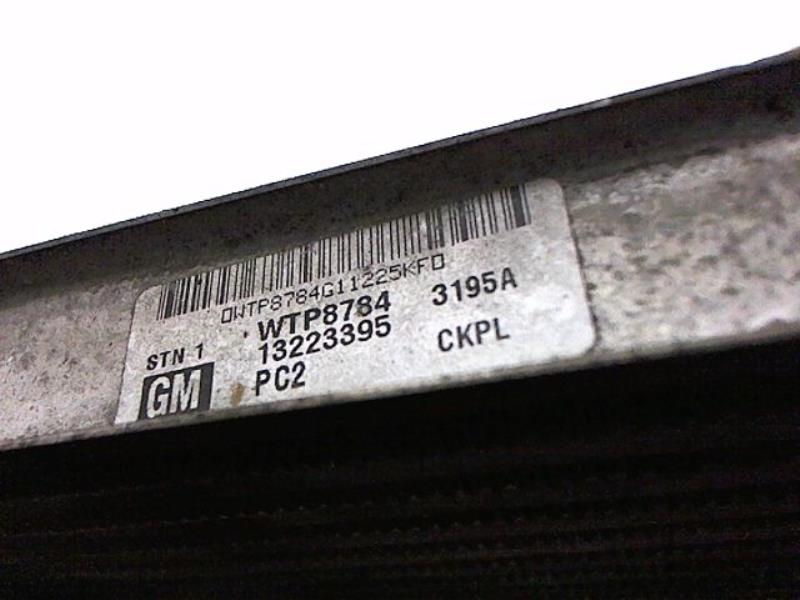 0WTP8784G11225KFD
WTP8784 3195A
STN 1 13223395 CKPL
GM PC2